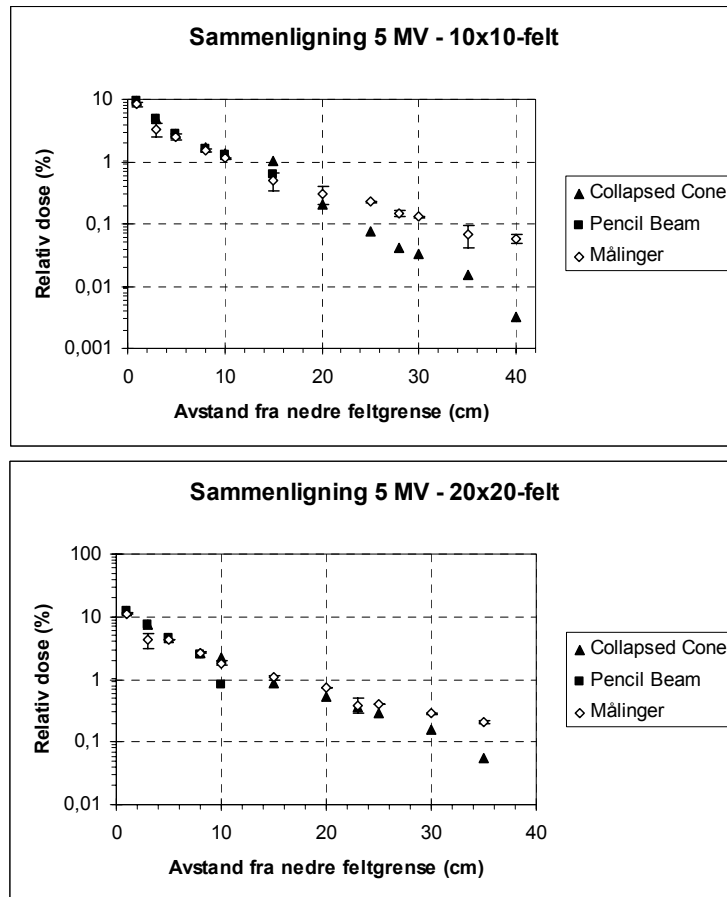 Sammenligning 5 MV - 10x10-felt
10
1
0,1
0,01
0,001
0 10 20 30 40
Relativ dose (%)
Avstand fra nedre feltgrense (cm)
Collapsed Cone
Pencil Beam
Målinger
Sammenligning 5 MV - 20x20-felt
100
10
1
0,1
0,01
0 10 20 30 40
Relativ dose (%)
Avstand fra nedre feltgrense (cm)
Collapsed Cone
Pencil Beam
Målinger